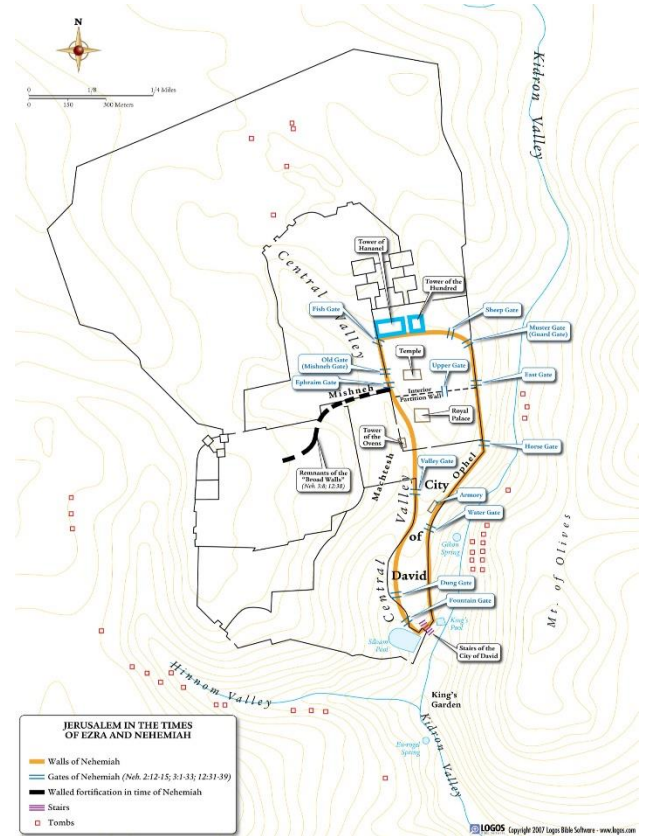 N
0 1/8 1/4 Miles
0 150 300 Meters
Kidron Valley
Central Valley
Tower of
Hananel
Tower of the
Hundred
Fish Gate
Sheep Gate
Muster Gate
(Guard Gate)
Old Gate
(Mishneh Gate)
Temple
Upper Gate
Ephraim Gate
East Gate
Mishneh
Interior
Partition Wall
Royal
Palace
Tower
of the
Ovens
Horse Gate
Remnants of the
"Broad Walls"
(Neh. 3:8; 12:38)
Machtesh
Valley Gate
Ophel
City
of
David
Armory
Water Gate
Gihon
Spring
Mt. of Olives
Central Valley
Dung Gate
Fountain Gate
King's
Pool
Siloam
Pool
Stairs of the
City of David
Hinnom Valley
King's
Garden
Kidron Valley
En-rogel
Spring
JERUSALEM IN THE TIMES
OF EZRA AND NEHEMIAH
Walls of Nehemiah
Gates of Nehemiah (Neh. 2:12-15; 3:1-33; 12:31-39)
Walled fortification in time of Nehemiah
Stairs
Tombs
LOGOS Copyright 2007 Logos Bible Software - www.logos.com